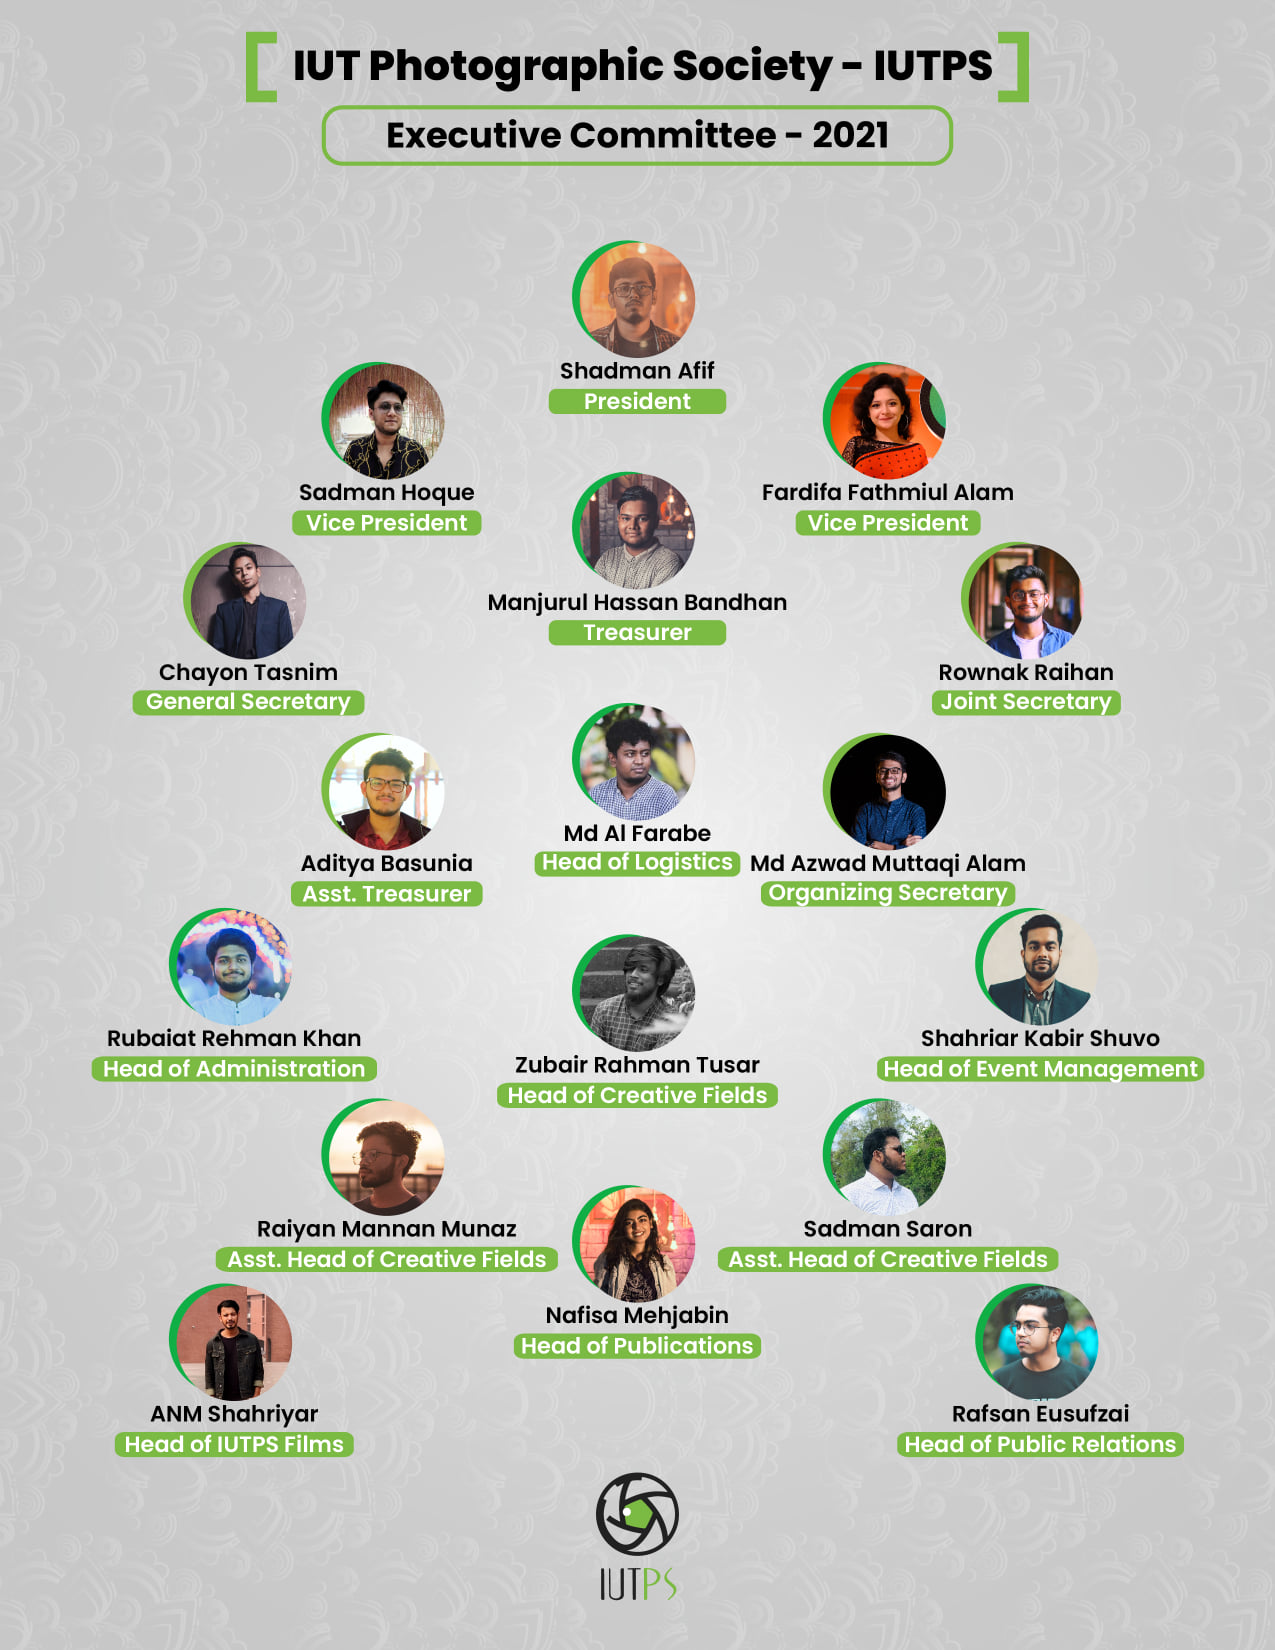 IUT Photographic Society - IUTPS
Executive Committee - 2021
Shadman Afif
President
Sadman Hoque
Vice President
Fardifa Fathmiul Alam
Vice President
Manjurul Hassan Bandhan
Treasurer
Chayon Tasnim
General Secretary
Rownak Raihan
Joint Secretary
Md Al Farabe
Head of Logistics
Aditya Basunia
Asst. Treasurer
Md Azwad Muttaqi Alam
Organizing Secretary
Rubaiat Rehman Khan
Head of Administration
Zubair Rahman Tusar
Head of Creative Fields
Shahriar Kabir Shuvo
Head of Event Management
Raiyan Mannan Munaz
Asst. Head of Creative Fields
Sadman Saron
Asst. Head of Creative Fields
Nafisa Mehjabin
Head of Publications
ANM Shahriyar
Head of IUTPS Films
Rafsan Eusufzai
Head of Public Relations
IUTPS